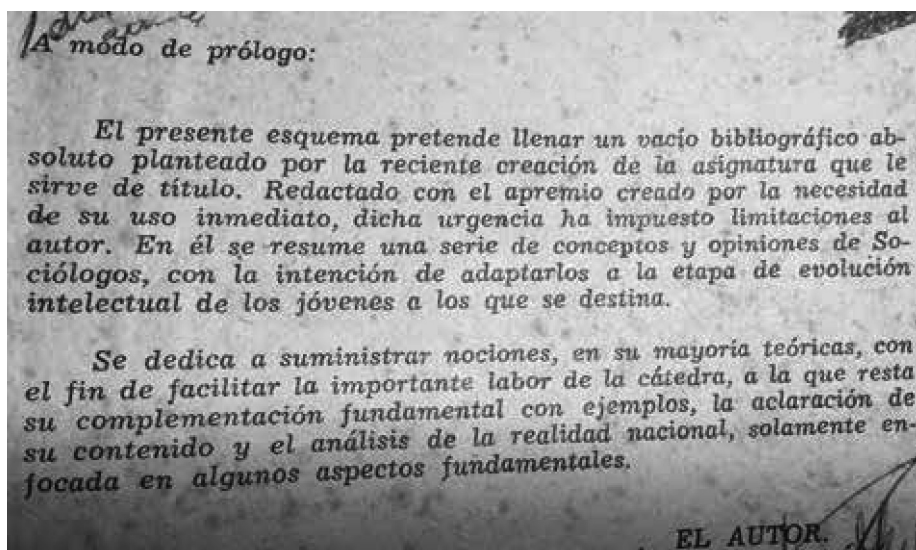 A modo de prólogo:
El presente esquema pretende llenar un vacío bibliográfico ab-
soluto planteado por la reciente creación de la asignatura que le
sirve de título. Redactado con el apremio creado por la necesidad
de su uso inmediato, dicha urgencia ha impuesto limitaciones al
autor. En él se resume una serie de conceptos y opiniones de So-
ciólogos, con la intención de adaptarlos a la etapa de evolución
intelectual de los jóvenes a los que se destina.
Se dedica a suministrar nociones, en su mayoría teóricas, con
el fin de facilitar la importante labor de la cátedra, a la que resta
su complementación fundamental con ejemplos, la aclaración de
su contenido y el análisis de la realidad nacional, solamente en-
focada en algunos aspectos fundamentales.
EL AUTOR.